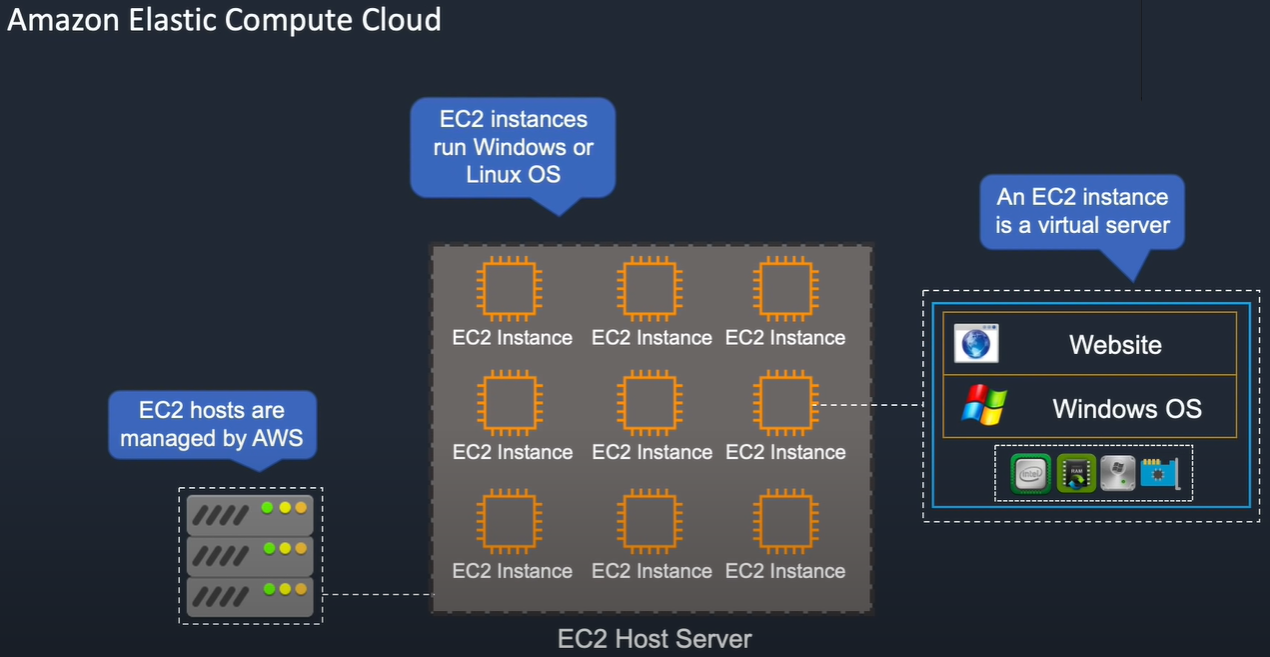 Amazon Elastic Compute Cloud
EC2 instances
run Windows or
Linux OS
An EC2 instance
is a virtual server
EC2 Instance EC2 Instance EC2 Instance
Website
EC2 hosts are
managed by AWS
Windows OS
EC2 Instance EC2 Instance EC2 Instance
intel RAM
EC2 Instance EC2 Instance EC2 Instance
EC2 Host Server